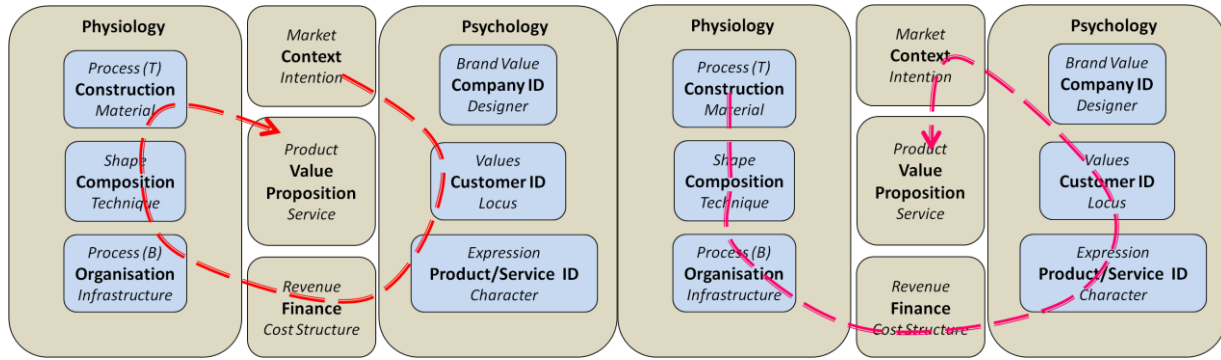 Physiology
Process (T)
Construction
Material
Shape
Composition
Technique
Process (B)
Organisation
Infrastructure
Market
Context
Intention
Product
Value
Proposition
Service
Revenue
Finance
Cost Structure
Psychology
Brand Value
Company ID
Designer
Values
Customer ID
Locus
Expression
Product/Service ID
Character
Physiology
Process (T)
Construction
Material
Shape
Composition
Technique
Process (B)
Organisation
Infrastructure
Market
Context
Intention
Product
Value
Proposition
Service
Revenue
Finance
Cost Structure
Psychology
Brand Value
Company ID
Designer
Values
Customer ID
Locus
Expression
Product/Service ID
Character